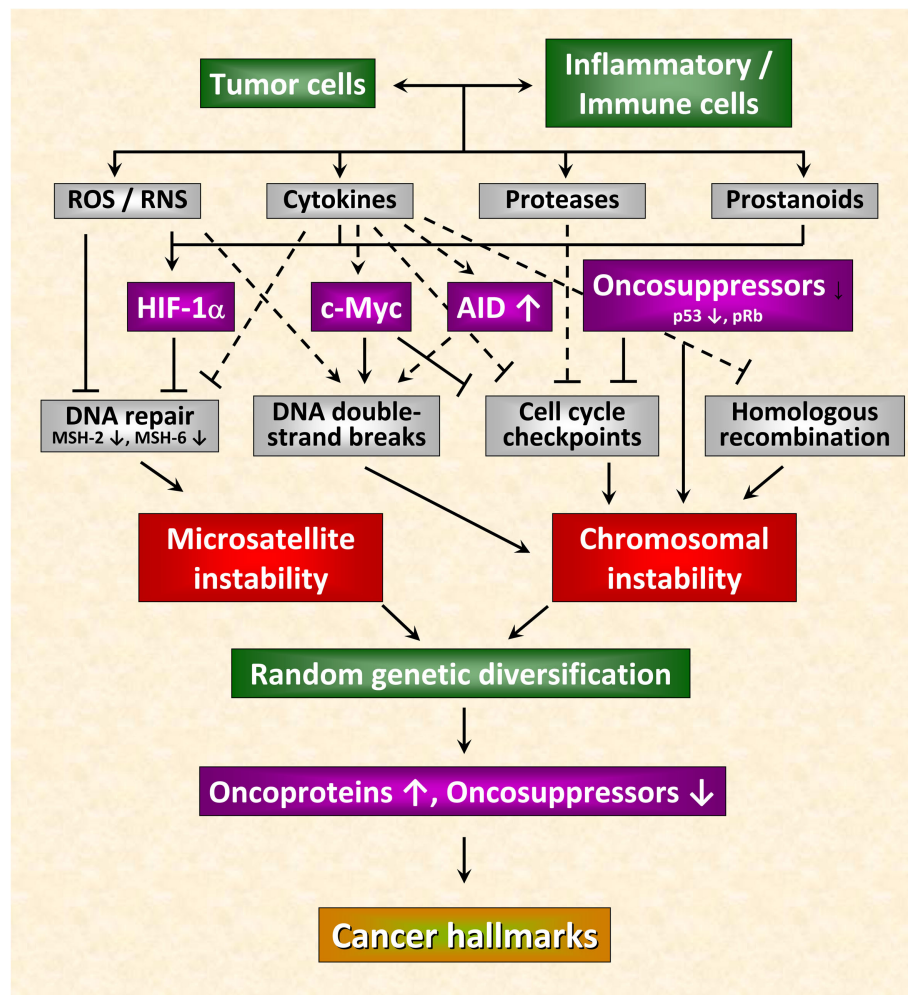 Tumor cells
Inflammatory /
Immune cells
ROS / RNS
Cytokines
Proteases
Prostanoids
HIF-1α
c-Myc
AID ↑
Oncosuppressors ↓
p53 ↓, pRb
DNA repair
MSH-2 ↓, MSH-6 ↓
DNA double-
strand breaks
Cell cycle
checkpoints
Homologous
recombination
Microsatellite
instability
Chromosomal
instability
Random genetic diversification
Oncoproteins ↑, Oncosuppressors ↓
Cancer hallmarks